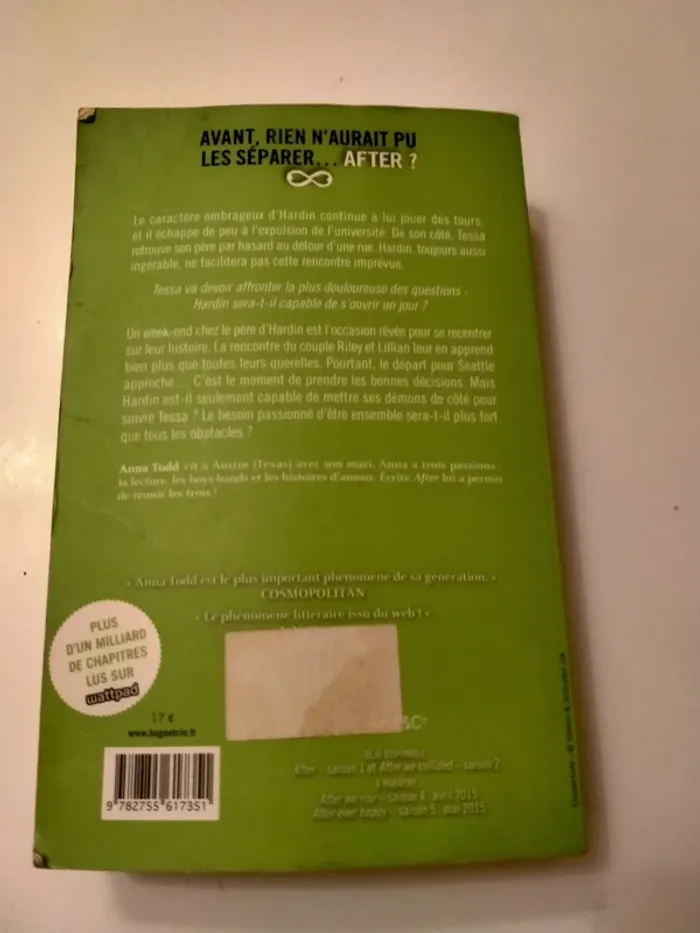 AVANT, RIEN N'AURAIT PU
LES SÉPARER... AFTER ?
Le caractère ombrageux d'Hardin continue à lui jouer des tours,
et il échappe de peu à l'expulsion de l'université. De son côté, Tessa
retrouve son père par hasard au détour d'une rue. Hardin, toujours aussi
ingérable, ne facilitera pas cette rencontre imprévue.
Tessa va devoir affronter la plus douloureuse des questions :
Hardin sera-t-il capable de s'ouvrir un jour ?
Un week-end chez le père d'Hardin est l'occasion rêvée pour se recentrer
sur leur histoire. La rencontre du couple Riley et Lillian leur en apprend
bien plus que toutes leurs querelles. Pourtant, le départ pour Seattle
approche... C'est le moment de prendre les bonnes décisions. Mais
Hardin est-il seulement capable de mettre ses démons de côté pour
suivre Tessa ? Le besoin passionné d'être ensemble sera-t-il plus fort
que tous les obstacles ?
Anna Todd vit à Austin (Texas) avec son mari. Anna a trois passions :
la lecture, les boys bands et les histoires d'amour. Écrire After lui a permis
de réunir les trois !
« Anna Todd est le plus important phénomène de sa génération. »
COSMOPOLITAN
« Le phénomène littéraire issu du web ! »
PLUS
D'UN MILLIARD
DE CHAPITRES
LUS SUR
wattpad
17 €
www.hugoetcie.fr
&Cie
DÉJÀ DISPONIBLE
After – saison 1 et After we collided – saison 2
À PARAÎTRE
After we rise – saison 4 avril 2015
After ever happy – saison 5 mai 2015
9 782755 617351
Couverture : © Simon & Schuster UK